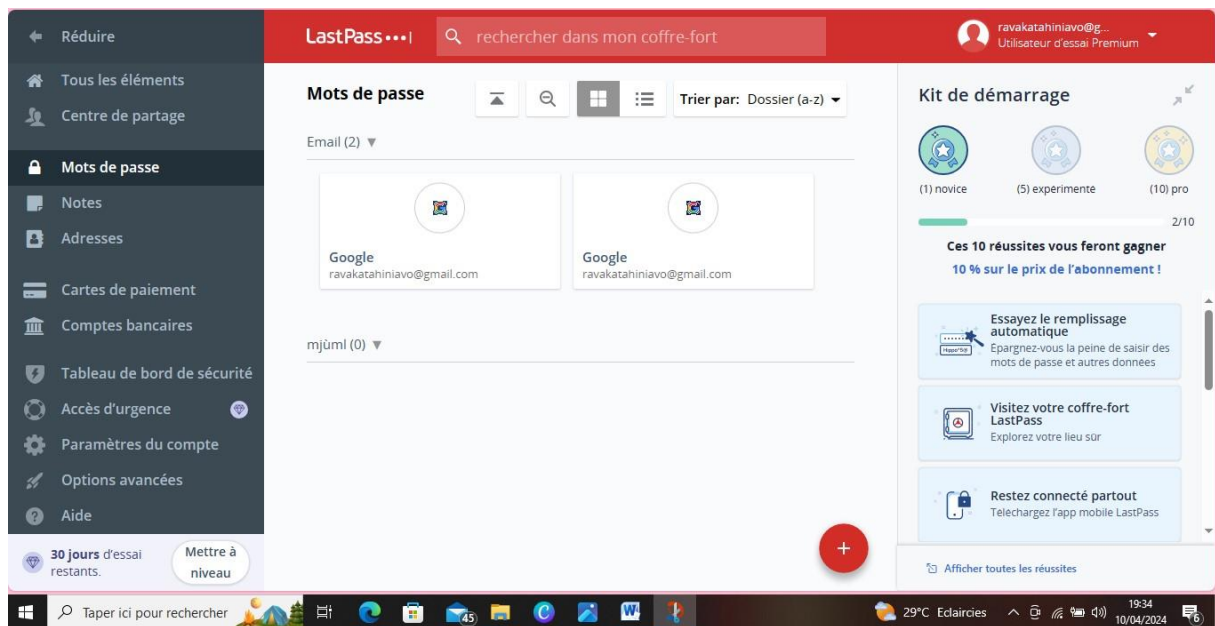 Réduire
Tous les éléments
Centre de partage
Mots de passe
Notes
Adresses
Cartes de paiement
Comptes bancaires
Tableau de bord de sécurité
Accès d'urgence
Paramètres du compte
Options avancées
Aide
30 jours d'essai
restants.
Mettre à
niveau
LastPass
rechercher dans mon coffre-fort
ravakatahiniavo@g...
Utilisateur d'essai Premium
Mots de passe
Trier par: Dossier (a-z)
Email (2)
Google
ravakatahiniavo@gmail.com
Google
ravakatahiniavo@gmail.com
mjùml (0)
Kit de démarrage
(1) novice
(5) experimente
(10) pro
2/10
Ces 10 réussites vous feront gagner
10 % sur le prix de l'abonnement !
Essayez le remplissage
automatique
Épargnez-vous la peine de saisir des
mots de passe et autres données
Visitez votre coffre-fort
LastPass
Explorez votre lieu sûr
Restez connecté partout
Téléchargez l'app mobile LastPass
Afficher toutes les réussites
Taper ici pour rechercher
45
29°C Eclaircies
19:34
10/04/2024
6